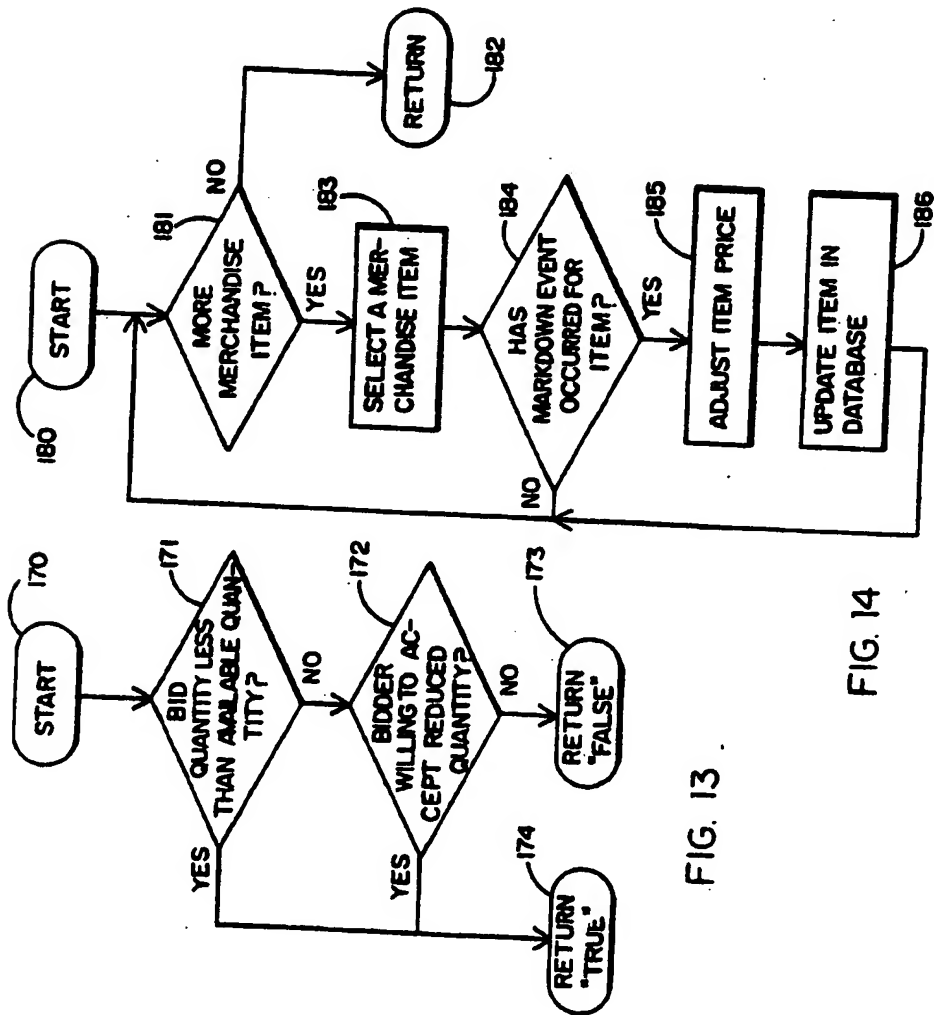 170
START
171
BID
QUANTITY LESS
THAN AVAILABLE QUAN-
TITY?
YES
NO
172
BIDDER
WILLING TO AC-
CEPT REDUCED
QUANTITY?
YES
NO
174
RETURN
"TRUE"
173
RETURN
"FALSE"
FIG. 13
180
START
181
MORE
MERCHANDISE
ITEM?
NO
YES
RETURN
182
183
SELECT A MER-
CHANDISE ITEM
184
HAS
MARKDOWN EVENT
OCCURRED FOR
ITEM?
NO
YES
185
ADJUST ITEM PRICE
186
UPDATE ITEM IN
DATABASE
FIG. 14